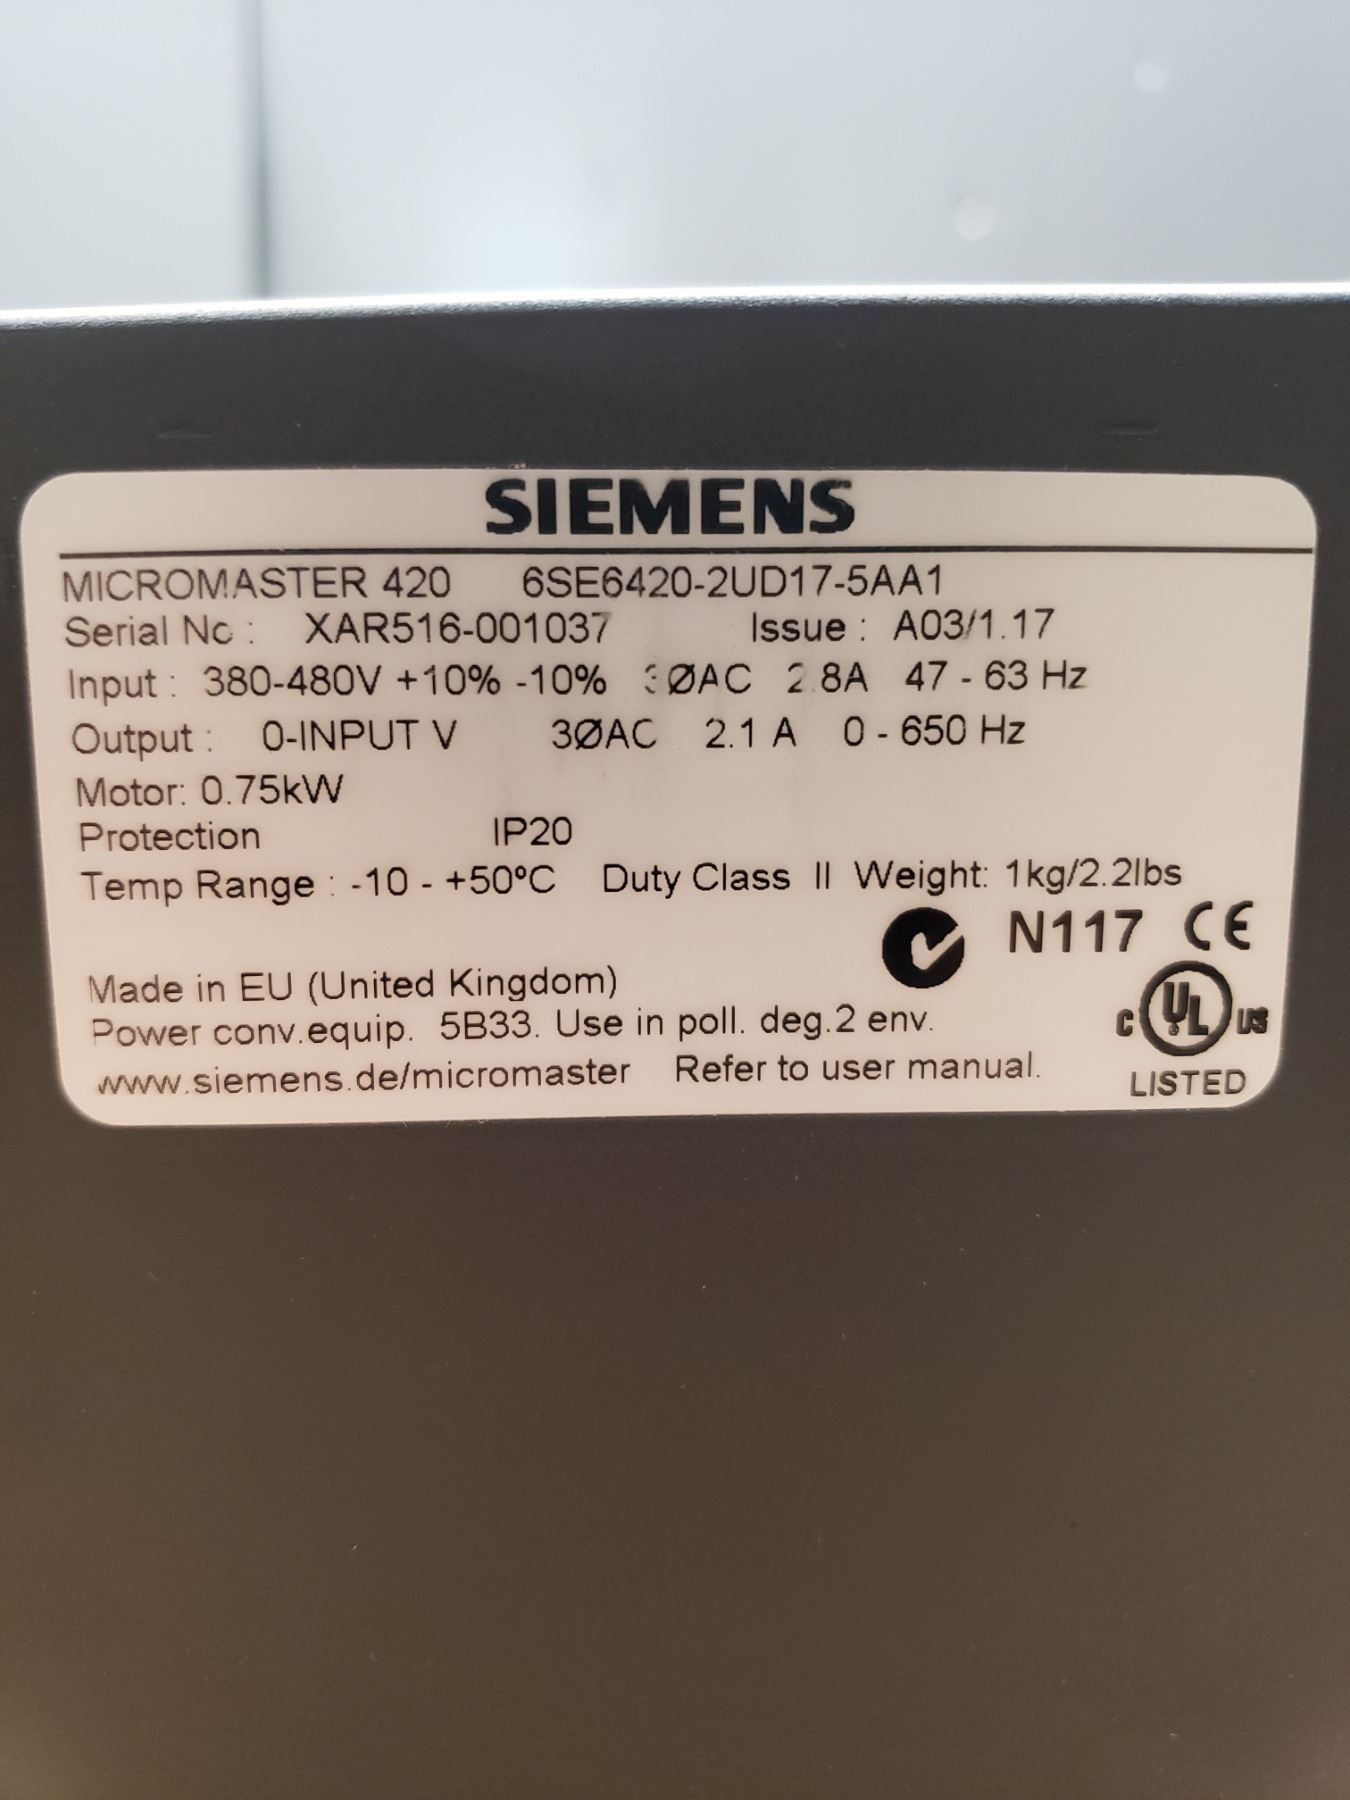 SIEMENS
MICROMASTER 420 6SE6420-2UD17-5AA1
Serial No : XAR516-001037 Issue : A03/1.17
Input : 380-480V +10% -10% 3ØAC 2.8A 47 - 63 Hz
Output : 0-INPUT V 3ØAC 2.1 A 0 - 650 Hz
Motor: 0.75kW
Protection IP20
Temp Range : -10 - +50°C Duty Class II Weight: 1kg/2.2lbs
N117 CE
Made in EU (United Kingdom)
Power conv.equip. 5B33. Use in poll. deg.2 env.
C UL US
www.siemens.de/micromaster Refer to user manual.
LISTED